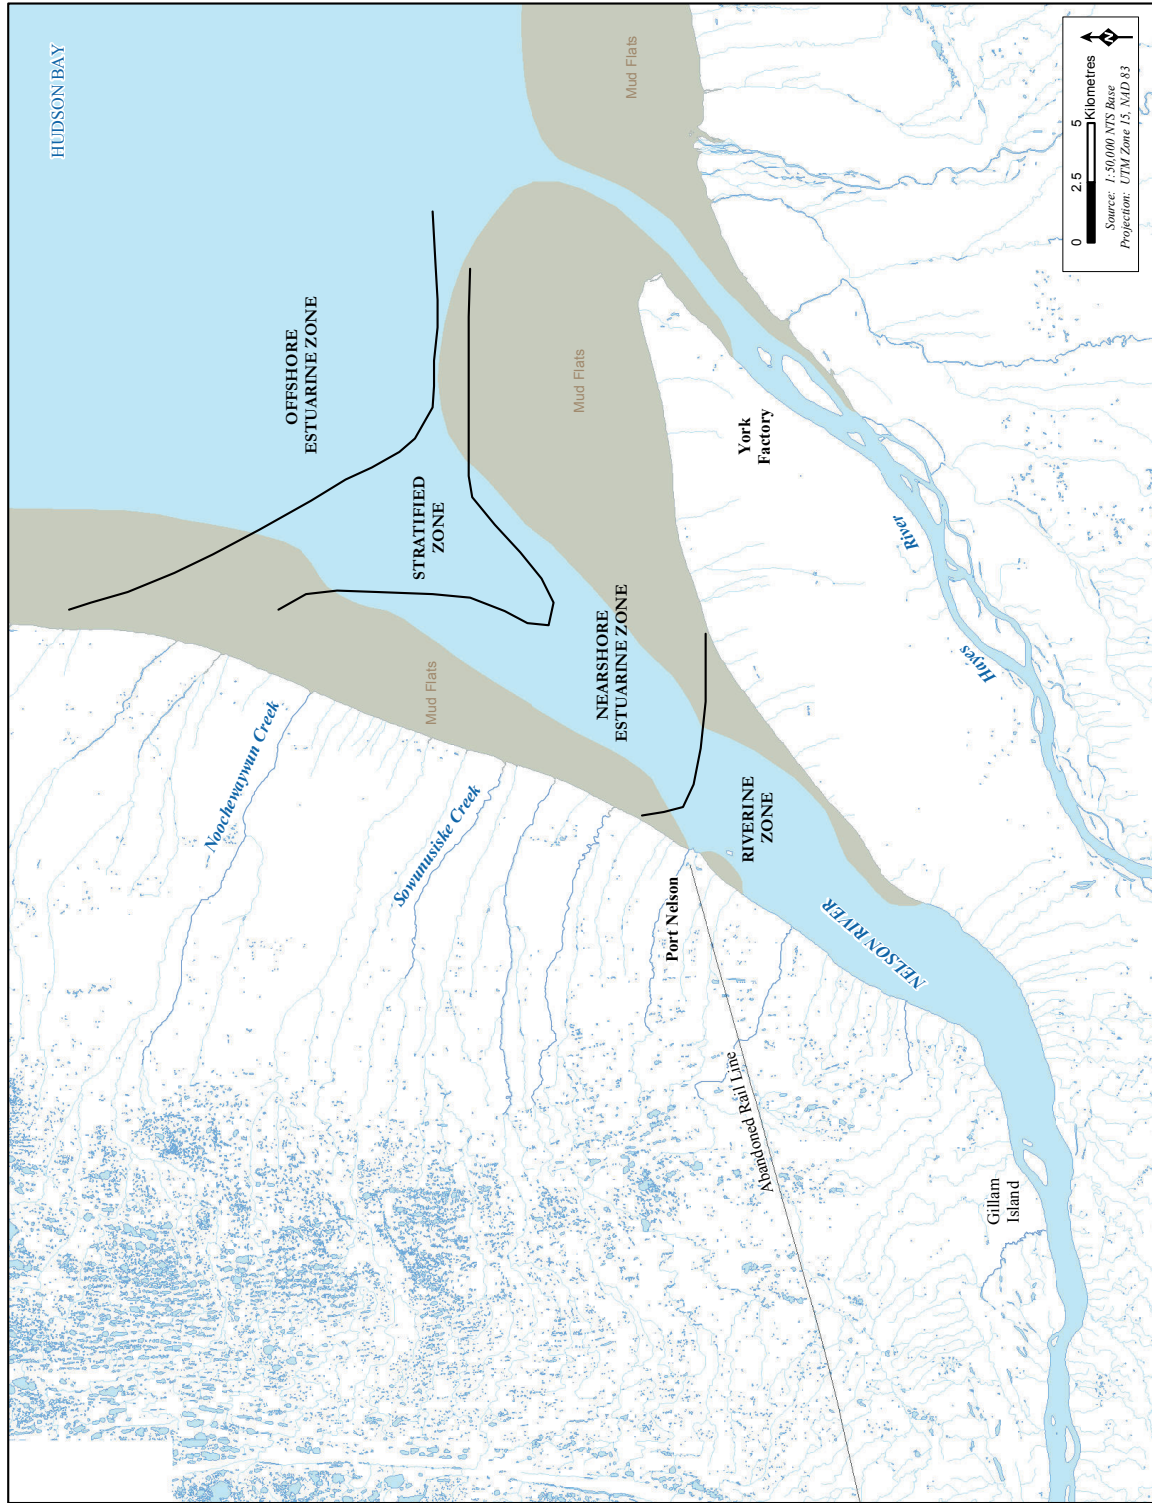 HUDSON BAY
Mud Flats
OFFSHORE
ESTUARINE ZONE
STRATIFIED
ZONE
Mud Flats
Mud Flats
NEARSHORE
ESTUARINE ZONE
Noochewaywun Creek
Sowunusiske Creek
RIVERINE
ZONE
Port Nelson
NELSON RIVER
York
Factory
Hayes
River
Abandoned Rail Line
Gillam
Island
0 2.5 5
Kilometres
N
Source: 1:50,000 NTS Base
Projection: UTM Zone 15, NAD 83